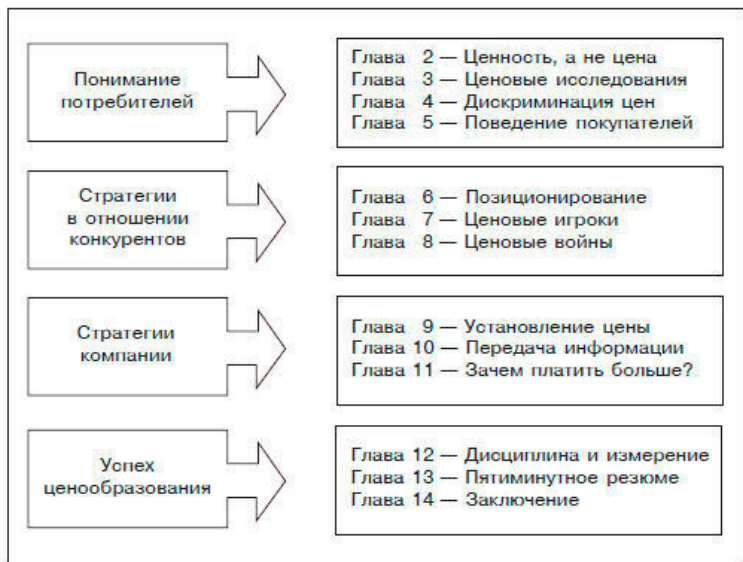 Понимание
потребителей
Глава 2 — Ценность, а не цена
Глава 3 — Ценовые исследования
Глава 4 — Дискриминация цен
Глава 5 — Поведение покупателей
Стратегии
в отношении
конкурентов
Глава 6 — Позиционирование
Глава 7 — Ценовые игроки
Глава 8 — Ценовые войны
Стратегии
компании
Глава 9 — Установление цены
Глава 10 — Передача информации
Глава 11 — Зачем платить больше?
Успех
ценообразования
Глава 12 — Дисциплина и измерение
Глава 13 — Пятиминутное резюме
Глава 14 — Заключение